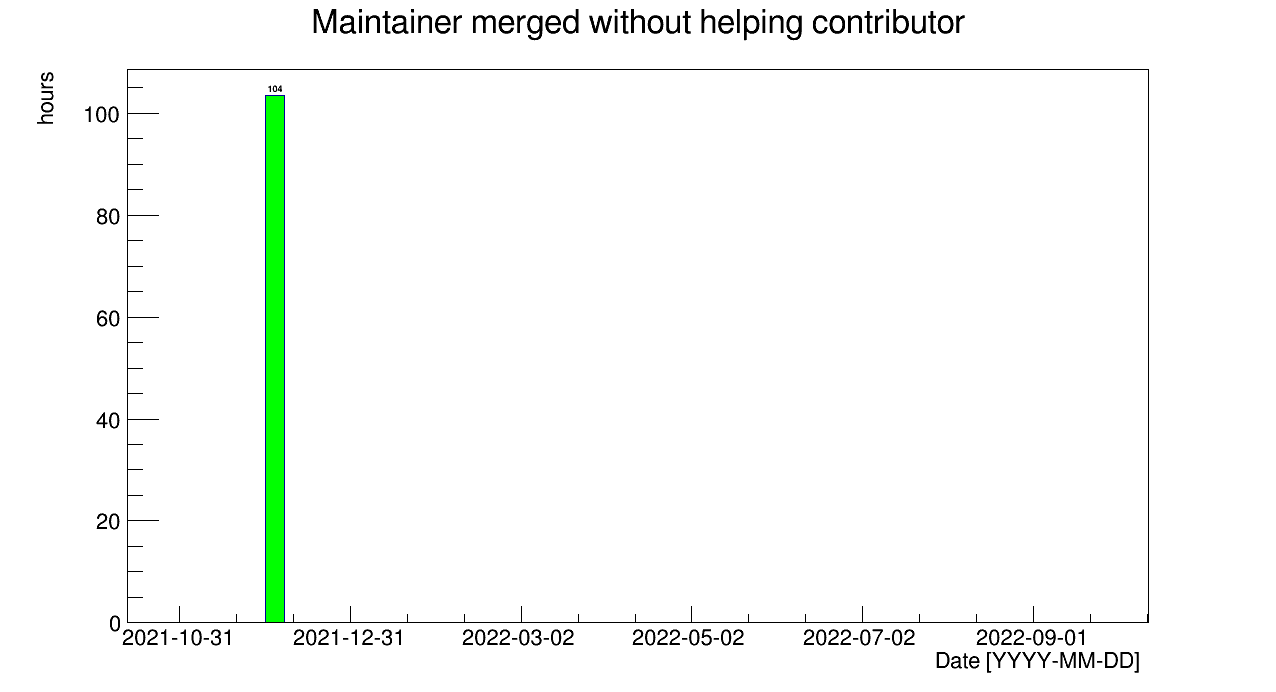 Maintainer merged without helping contributor
hours
104
100
80
60
40
20
0
2021-10-31 2021-12-31 2022-03-02 2022-05-02 2022-07-02 2022-09-01
Date [YYYY-MM-DD]